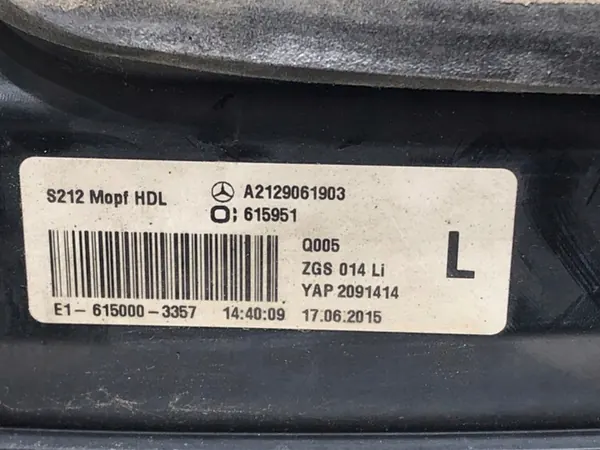 S212 Mopf HDL A2129061903
615951
Q005
ZGS 014 Li
L
YAP 2091414
E1- 615000-3357 14:40:09 17.06.2015